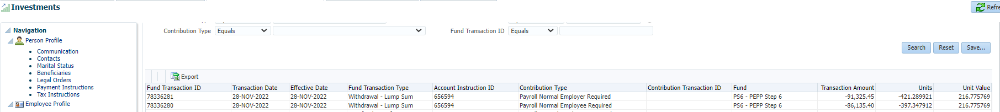 Investments
Refre
Navigation
Person Profile
Communication
Contacts
Marital Status
Beneficiaries
Legal Orders
Payment Instructions
Tax Instructions
Employee Profile
Contribution Type Equals Fund Transaction ID Equals
Search Reset Save...
Export
Fund Transaction ID Transaction Date Effective Date Fund Transaction Type Account Instruction ID Contribution Type Contribution Transaction ID Fund Transaction Amount Units Unit Value
78336281 28-NOV-2022 28-NOV-2022 Withdrawal - Lump Sum 656594 Payroll Normal Employer Required PS6 - PEPP Step 6 -91,325.45 -421.289921 216.775769
78336280 28-NOV-2022 28-NOV-2022 Withdrawal - Lump Sum 656594 Payroll Normal Employee Required PS6 - PEPP Step 6 -86,135.40 -397.347912 216.775769